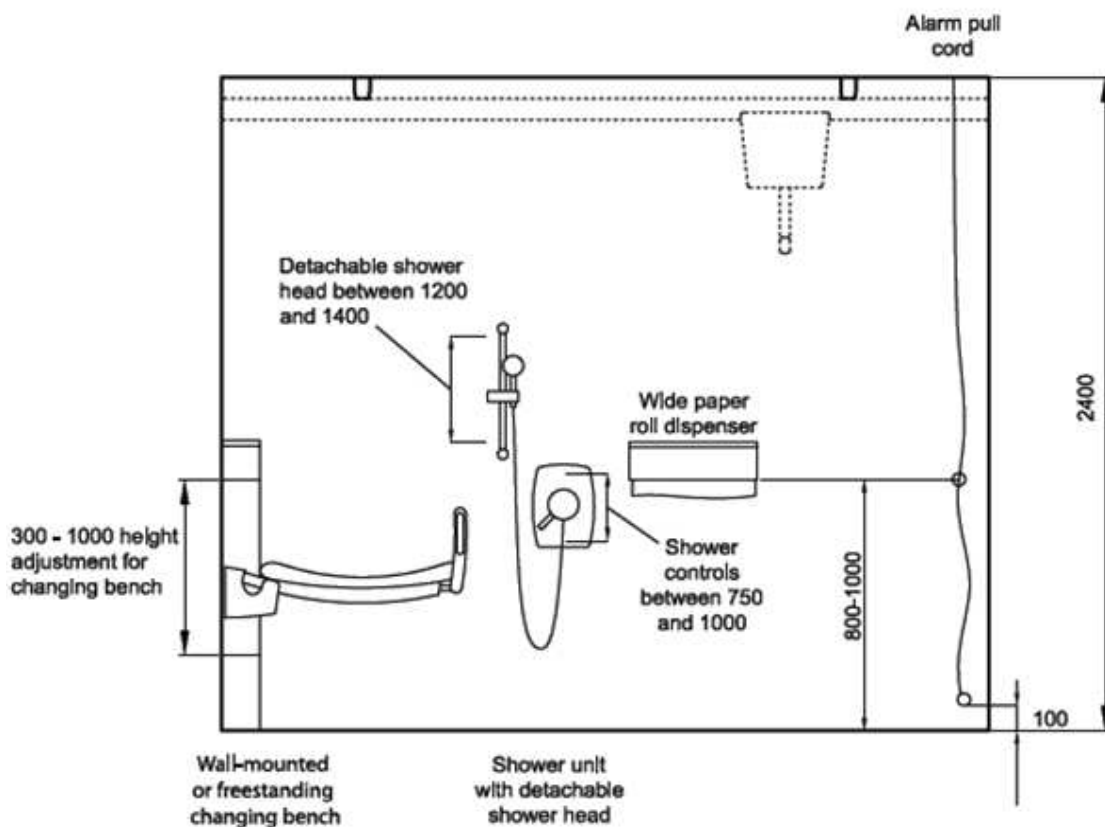 Alarm pull
cord
Detachable shower
head between 1200
and 1400
Wide paper
roll dispenser
2400
300 - 1000 height
adjustment for
changing bench
Shower
controls
between 750
and 1000
800-1000
100
Wall-mounted
or freestanding
changing bench
Shower unit
with detachable
shower head